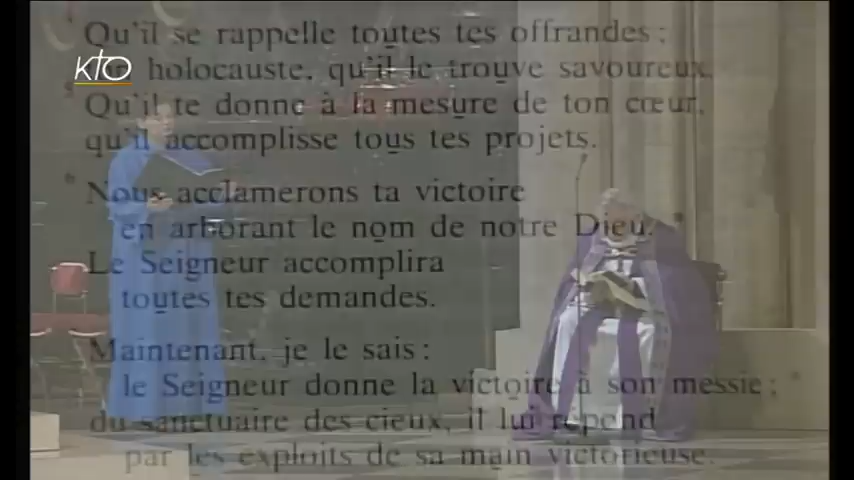 Qu'il se rappelle toutes tes offrandes ;
KTO
holocauste, qu'il le trouve savoureux.
Qu'il te donne à la mesure de ton cœur,
qu'il accomplisse tous tes projets.
* Nous acclamerons ta victoire
en arborant le nom de notre Dieu. *
Le Seigneur accomplira
toutes tes demandes.
Maintenant, je le sais :
le Seigneur donne la victoire à son messie ; *
du sanctuaire des cieux, il lui répond
par les exploits de sa main victorieuse.